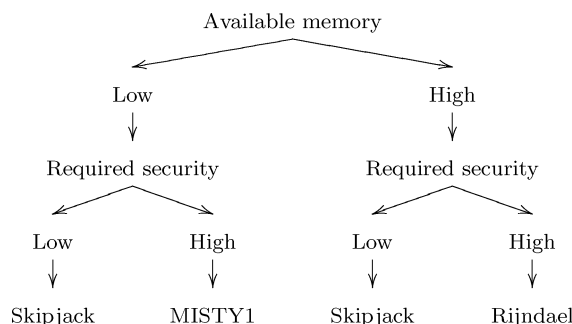 Available memory
Low High
Required security Required security
Low High Low High
Skipjack MISTY1 Skipjack Rijndael